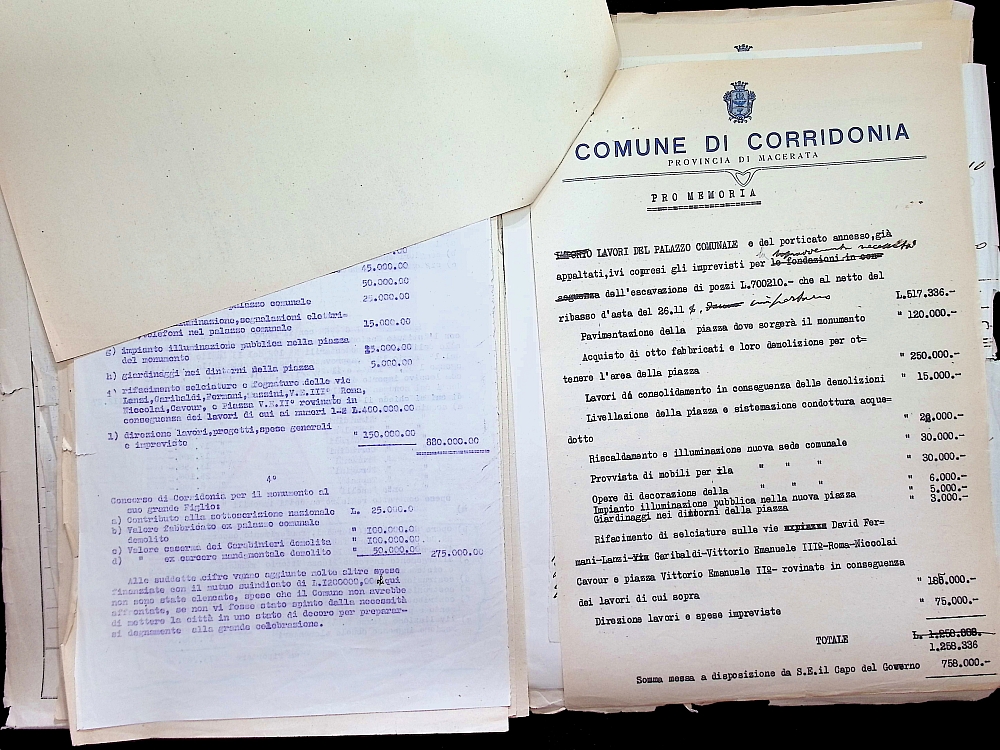 45.000.00
50.000.00
palazzo comunale 25.000.00
illuminazione,segnalazioni elettri-
telefoni nel palazzo comunale 15.000.00
g) impianto illuminazione pubblica nella piazza
del monumento 25.000.00
h) giardinaggi nei dintorni della piazza 5.000.00
i) rifacimento selciature e fognature delle vie
Lanzi,Garibaldi,Fermani,Bassini,V.E.III°, Roma,
Niccolai,Cavour, e Piazza V.E.II° rovinate in
conseguenza dei lavori di cui ai numeri 1-2 L.400.000.00
l) direzione lavori,progetti,spese generali
e impreviste " 150.000.00
880.000.00
4°
Concorso di Corridonia per il monumento al
suo grande Figlio:
a) Contributo alla sottoscrizione nazionale L. 25.000.0
b) Valore fabbricato ex palazzo comunale
demolito " 100.000.00
c) Valore caserma dei Carabinieri demolita " 100.000.00
d) " ex carcere mandamentale demolito " 50.000.00 275.000.00
Alle suddette cifre vanno aggiunte molte altre spese
finanziate con il mutuo suindicato di L.1200000,00 qui
non sono state elencate, spese che il Comune non avrebbe
affrontate, se non vi fosse stato spinto dalla necessità
di mettere la città in uno stato di decoro per preparar-
si degnamente alla grande celebrazione.
COMUNE DI CORRIDONIA
PROVINCIA DI MACERATA
PRO MEMORIA
IMPORTO LAVORI DEL PALAZZO COMUNALE e del porticato annesso,già
la sopravvenuta necessità
appaltati,ivi copresi gli imprevisti per le fondazioni in con-
seguenza dell'escavazione di pozzi L.700210.- che al netto del
ribasso d'asta del 26.11 %, importano L.517.336.-
Pavimentazione della piazza dove sorgerà il monumento " 120.000.-
Acquisto di otto fabbricati e loro demolizione per ot=
tenere l'area della piazza " 250.000.-
Lavori di consolidamento in conseguenza delle demolizioni " 15.000.-
Livellazione della piazza e sistemazione condottura acque=
dotto " 28.000.-
Riscaldamento e illuminazione nuova sede comunale " 30.000.-
Provvista di mobili per la " " " " 30.000.-
Opere di decorazione della " " " " 6.000.-
Impianto illuminazione pubblica nella nuova piazza " 5.000.-
Giardinaggi nei dintorni della piazza " 3.000.-
Rifacimento di selciature sulle vie David Fer=
mani-Lanzi-Via Garibaldi-Vittorio Emanuele III°-Roma-Niccolai
Cavour e piazza Vittorio Emanuele II°- rovinate in conseguenza
dei lavori di cui sopra " 185.000.-
Direzione lavori e spese impreviste " 75.000.-
TOTALE L. 1.258.000.-
1.258.336
Somma messa a disposizione da S.E.il Capo del Governo 758.000.-